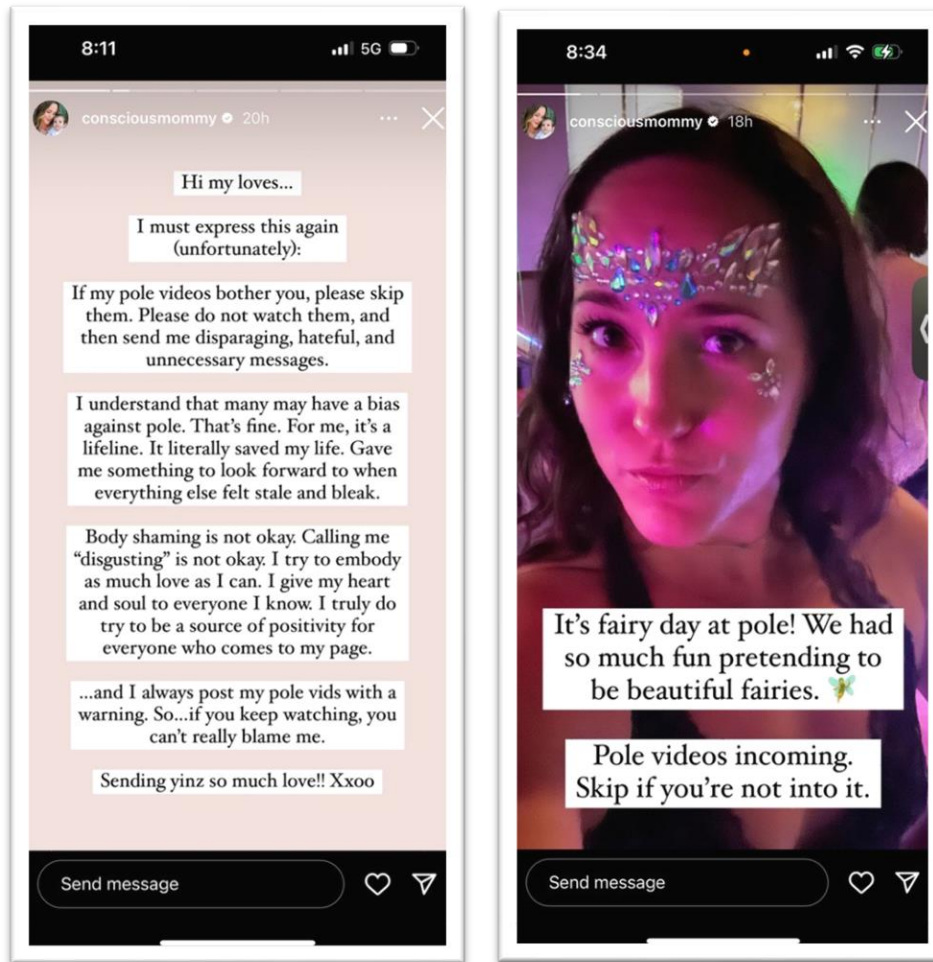 8:11
5G
consciousmommy 20h
Hi my loves...
I must express this again
(unfortunately):
If my pole videos bother you, please skip
them. Please do not watch them, and
then send me disparaging, hateful, and
unnecessary messages.
I understand that many may have a bias
against pole. That's fine. For me, it's a
lifeline. It literally saved my life. Gave
me something to look forward to when
everything else felt stale and bleak.
Body shaming is not okay. Calling me
“disgusting” is not okay. I try to embody
as much love as I can. I give my heart
and soul to everyone I know. I truly do
try to be a source of positivity for
everyone who comes to my page.
...and I always post my pole vids with a
warning. So...if you keep watching, you
can't really blame me.
Sending yinz so much love!! Xxoo
Send message
8:34
consciousmommy 18h
It's fairy day at pole! We had
so much fun pretending to
be beautiful fairies. 🧚
Pole videos incoming.
Skip if you're not into it.
Send message